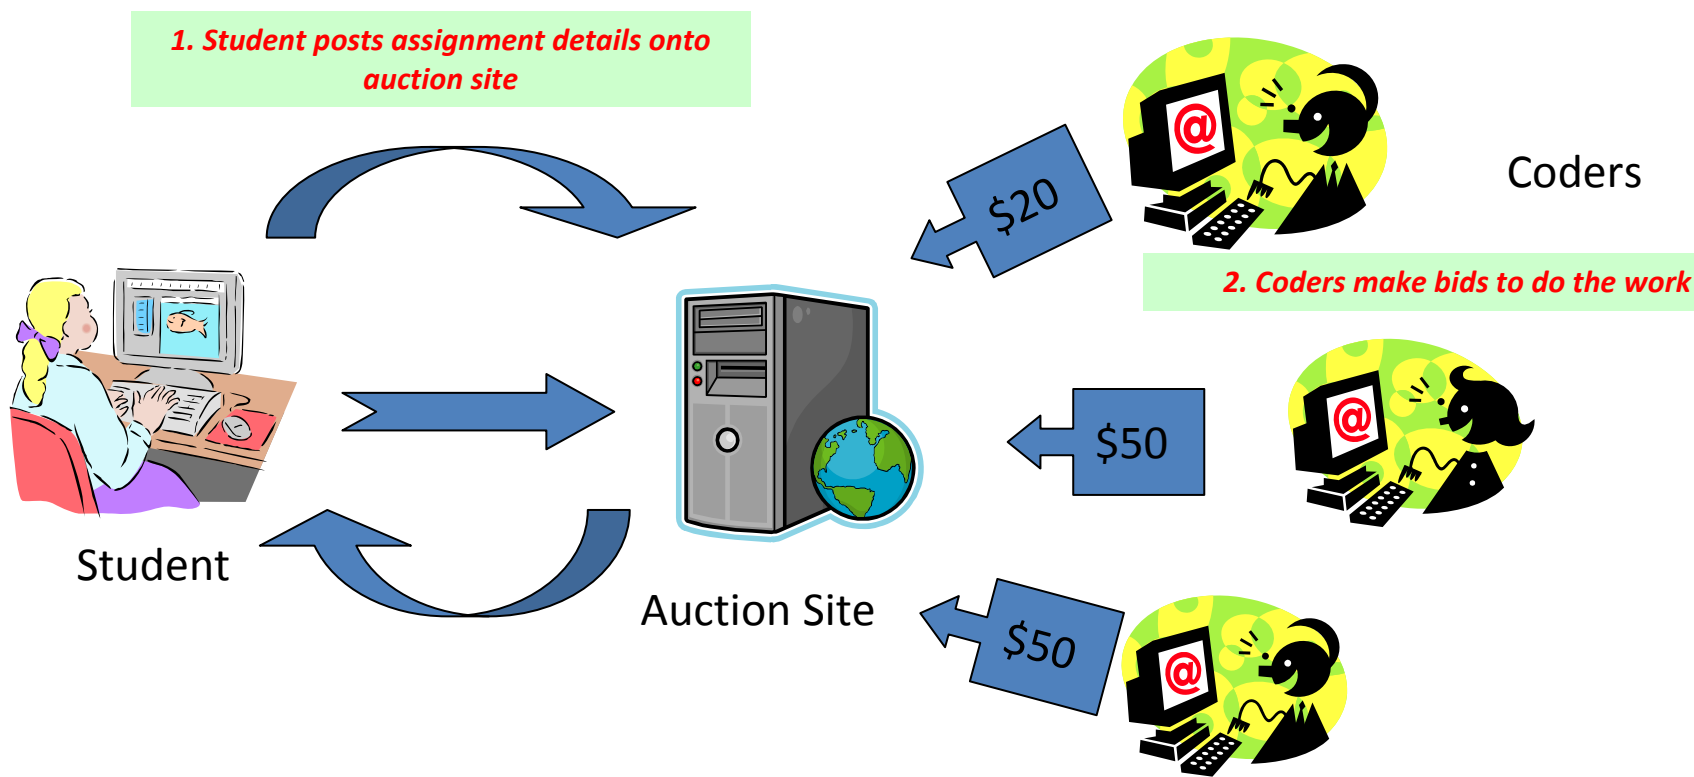 1. Student posts assignment details onto
auction site
$20
Coders
2. Coders make bids to do the work
@
@
$50
Student
Auction Site
$50
@